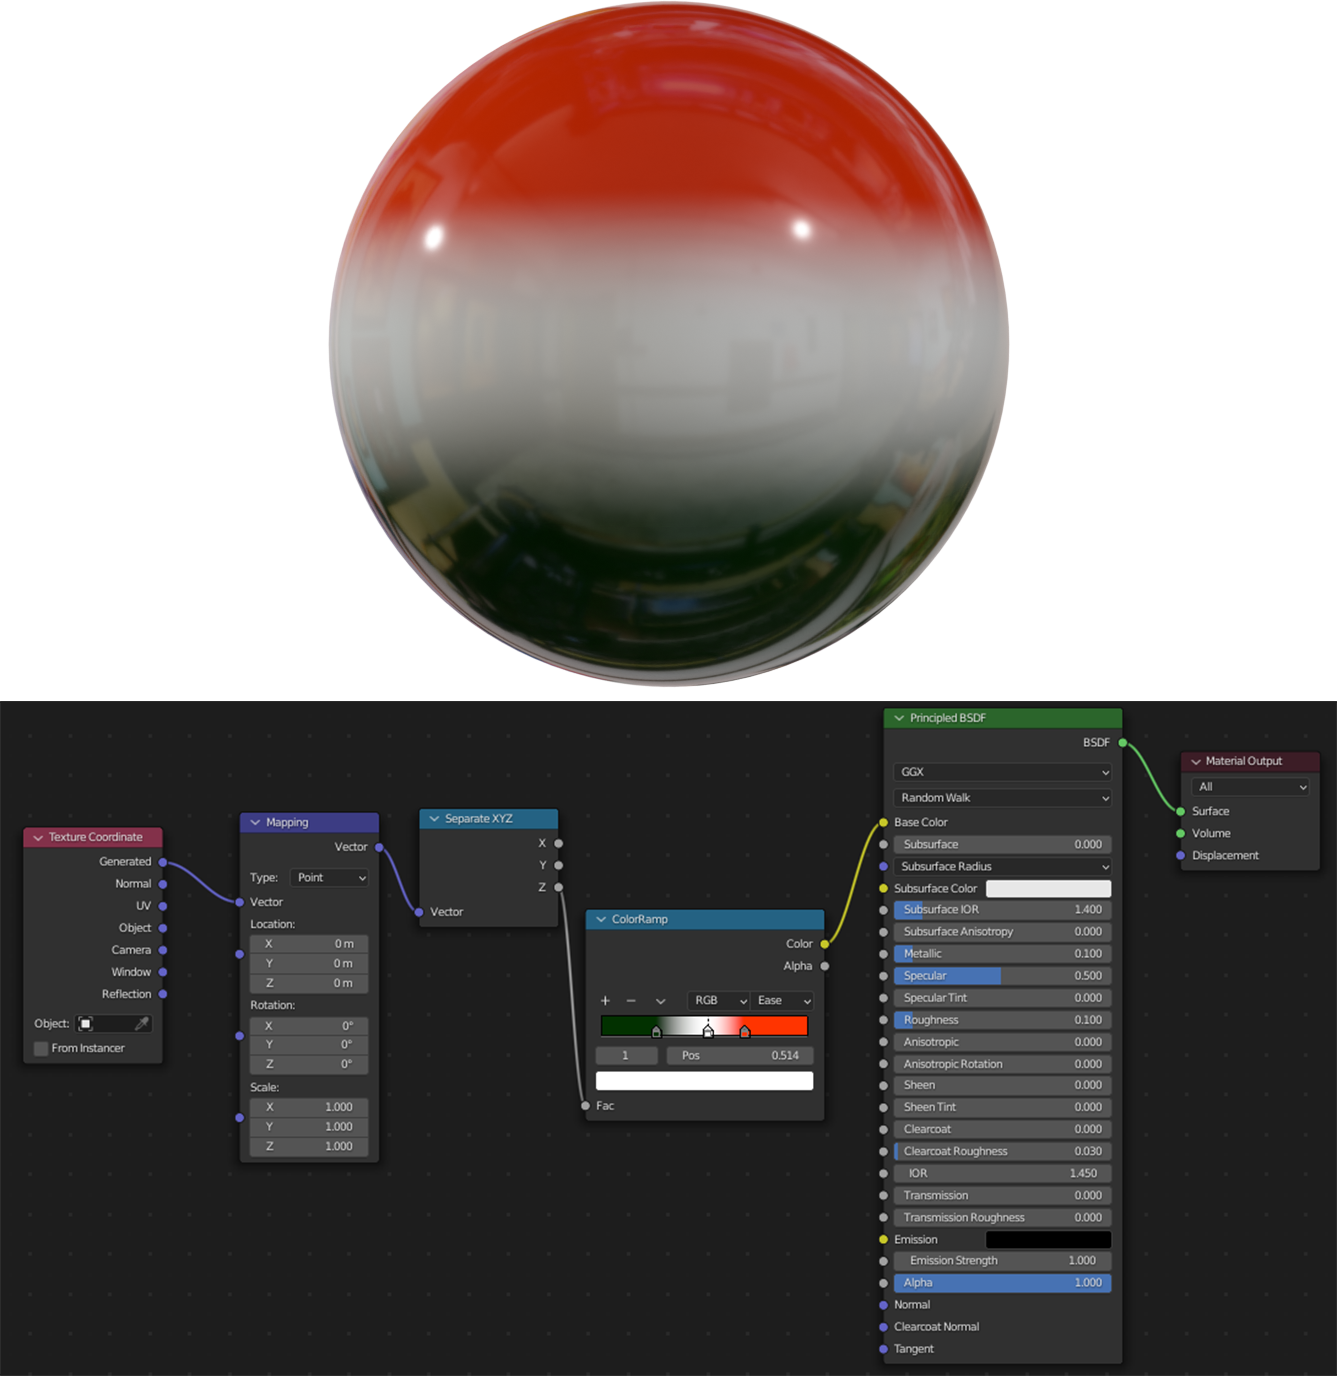 Texture Coordinate
Generated
Normal
UV
Object
Camera
Window
Reflection
Object:
From Instancer
Mapping
Vector
Type: Point
Vector
Location:
X 0 m
Y 0 m
Z 0 m
Rotation:
X 0°
Y 0°
Z 0°
Scale:
X 1.000
Y 1.000
Z 1.000
Separate XYZ
X
Y
Z
Vector
ColorRamp
Color
Alpha
+ − RGB Ease
1 Pos 0.514
Fac
Principled BSDF
BSDF
GGX
Random Walk
Base Color
Subsurface 0.000
Subsurface Radius
Subsurface Color
Subsurface IOR 1.400
Subsurface Anisotropy 0.000
Metallic 0.100
Specular 0.500
Specular Tint 0.000
Roughness 0.100
Anisotropic 0.000
Anisotropic Rotation 0.000
Sheen 0.000
Sheen Tint 0.000
Clearcoat 0.000
Clearcoat Roughness 0.030
IOR 1.450
Transmission 0.000
Transmission Roughness 0.000
Emission
Emission Strength 1.000
Alpha 1.000
Normal
Clearcoat Normal
Tangent
Material Output
All
Surface
Volume
Displacement